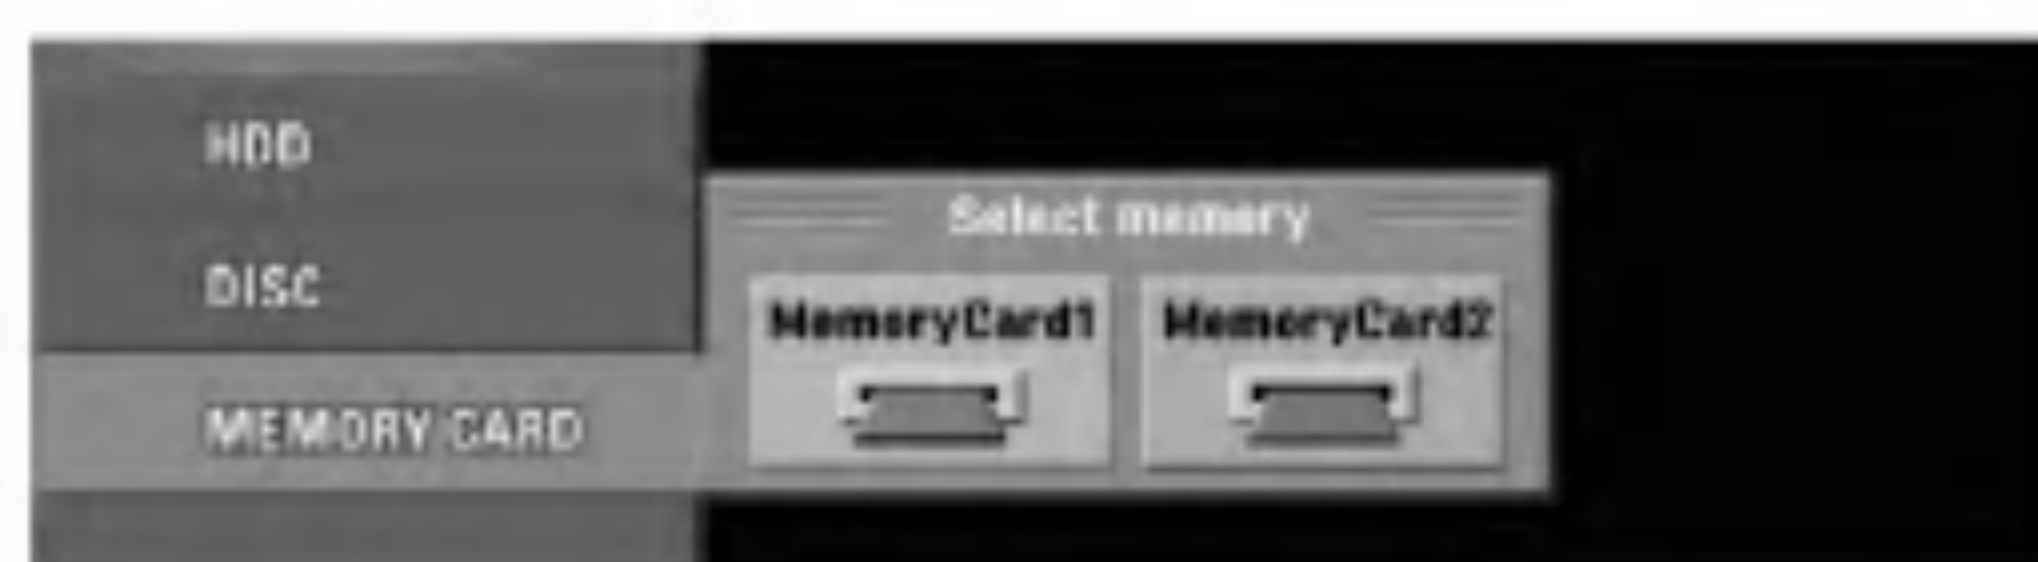 HDD
DISC
MEMORY CARD
Select memory
MemoryCard1
MemoryCard2